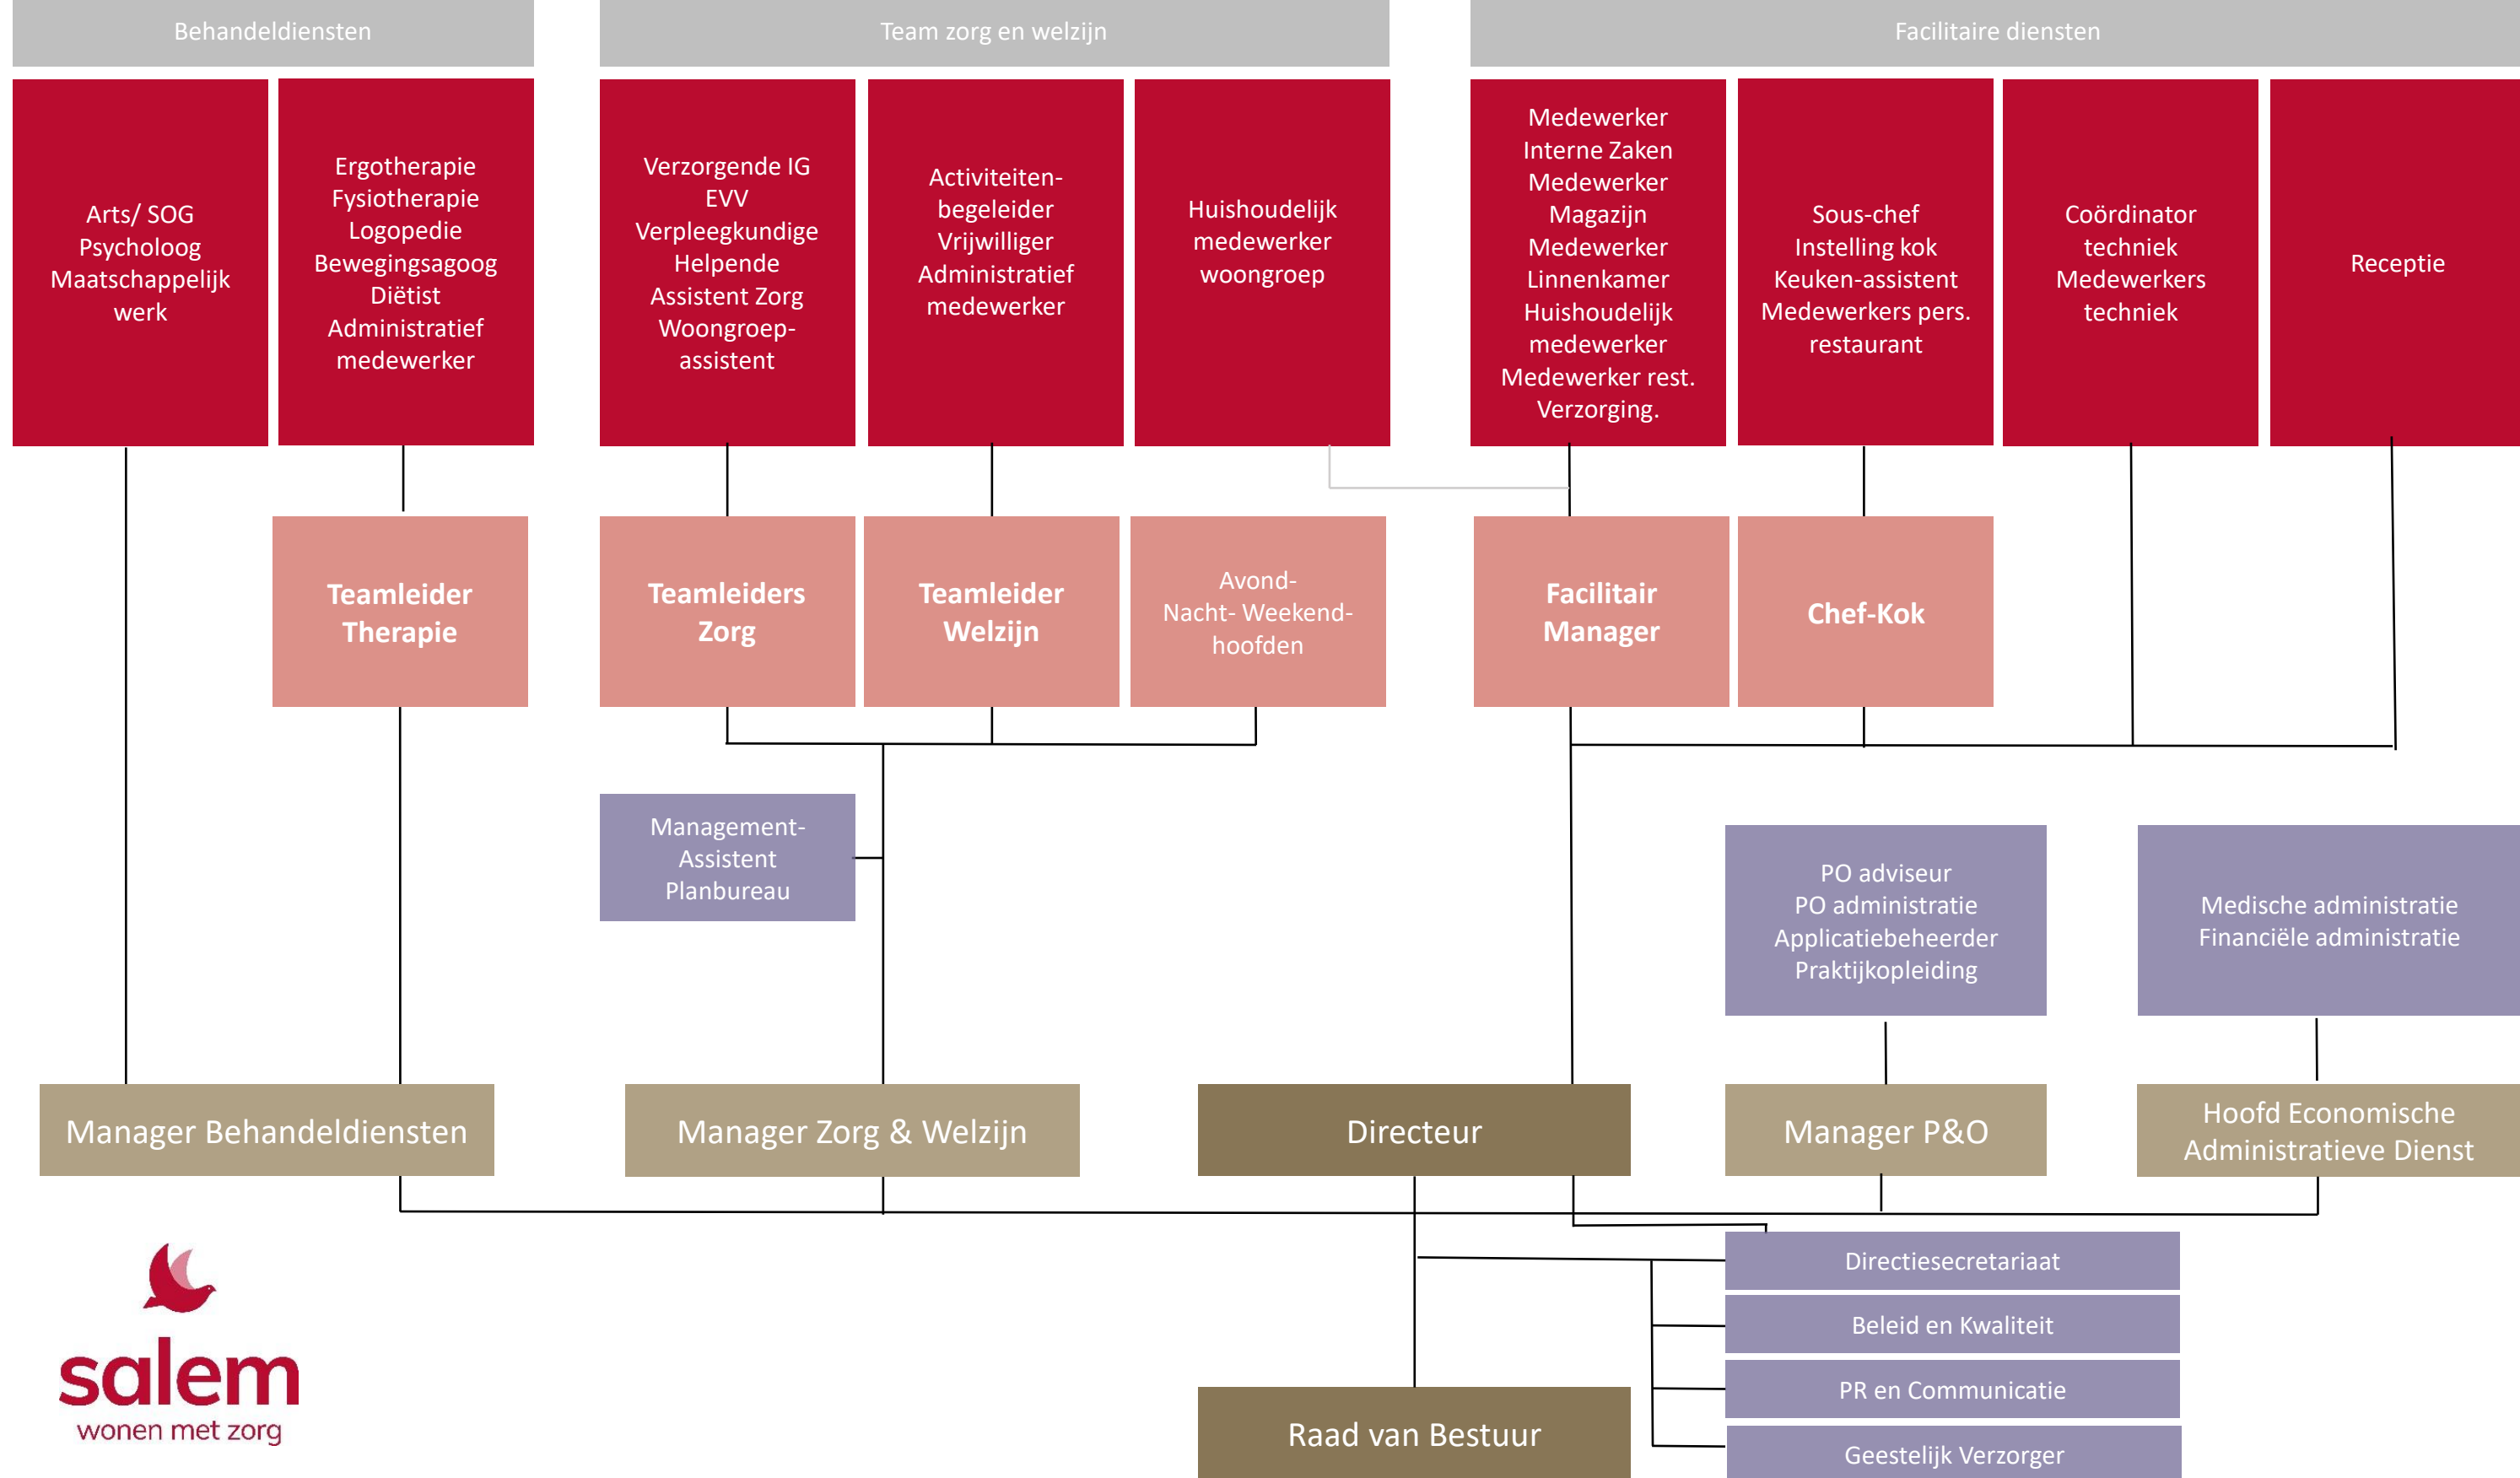 Behandeldiensten
Team zorg en welzijn
Facilitaire diensten
Arts/ SOG
Psycholoog
Maatschappelijk
werk
Ergotherapie
Fysiotherapie
Logopedie
Bewegingsagoog
Diëtist
Administratief
medewerker
Verzorgende IG
EVV
Verpleegkundige
Helpende
Assistent Zorg
Woongroep-
assistent
Activiteiten-
begeleider
Vrijwilliger
Administratief
medewerker
Huishoudelijk
medewerker
woongroep
Medewerker
Interne Zaken
Medewerker
Magazijn
Medewerker
Linnenkamer
Huishoudelijk
medewerker
Medewerker rest.
Verzorging.
Sous-chef
Instelling kok
Keuken-assistent
Medewerkers pers.
restaurant
Coördinator
techniek
Medewerkers
techniek
Receptie
Teamleider
Therapie
Teamleiders
Zorg
Teamleider
Welzijn
Avond-
Nacht- Weekend-
hoofden
Facilitair
Manager
Chef-Kok
Management-
Assistent
Planbureau
PO adviseur
PO administratie
Applicatiebeheerder
Praktijkopleiding
Medische administratie
Financiële administratie
Manager Behandeldiensten
Manager Zorg & Welzijn
Directeur
Manager P&O
Hoofd Economische
Administratieve Dienst
Directiesecretariaat
Beleid en Kwaliteit
PR en Communicatie
Geestelijk Verzorger
Raad van Bestuur
salem
wonen met zorg